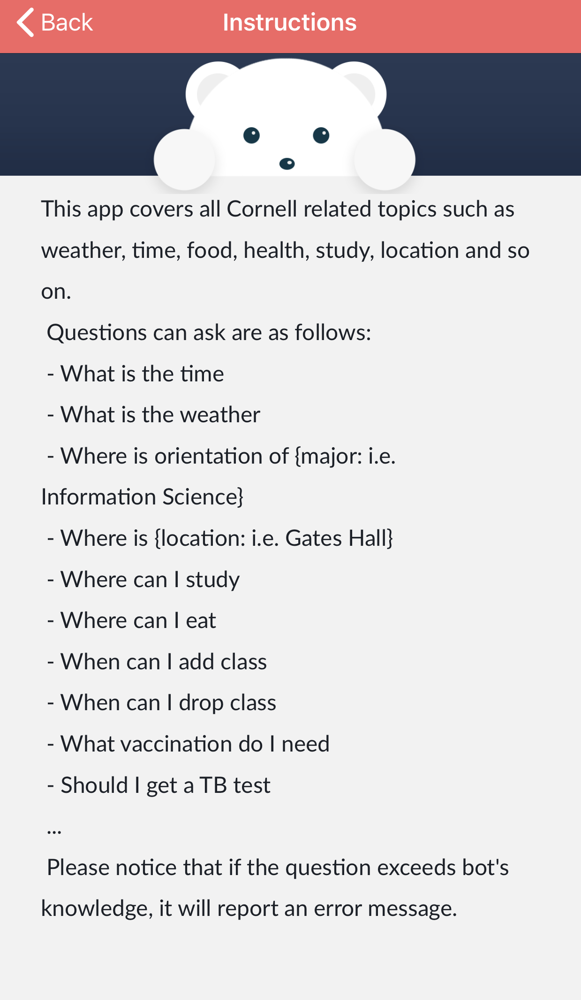 Back
Instructions
This app covers all Cornell related topics such as
weather, time, food, health, study, location and so
on.
Questions can ask are as follows:
- What is the time
- What is the weather
- Where is orientation of {major: i.e.
Information Science}
- Where is {location: i.e. Gates Hall}
- Where can I study
- Where can I eat
- When can I add class
- When can I drop class
- What vaccination do I need
- Should I get a TB test
...
Please notice that if the question exceeds bot's
knowledge, it will report an error message.